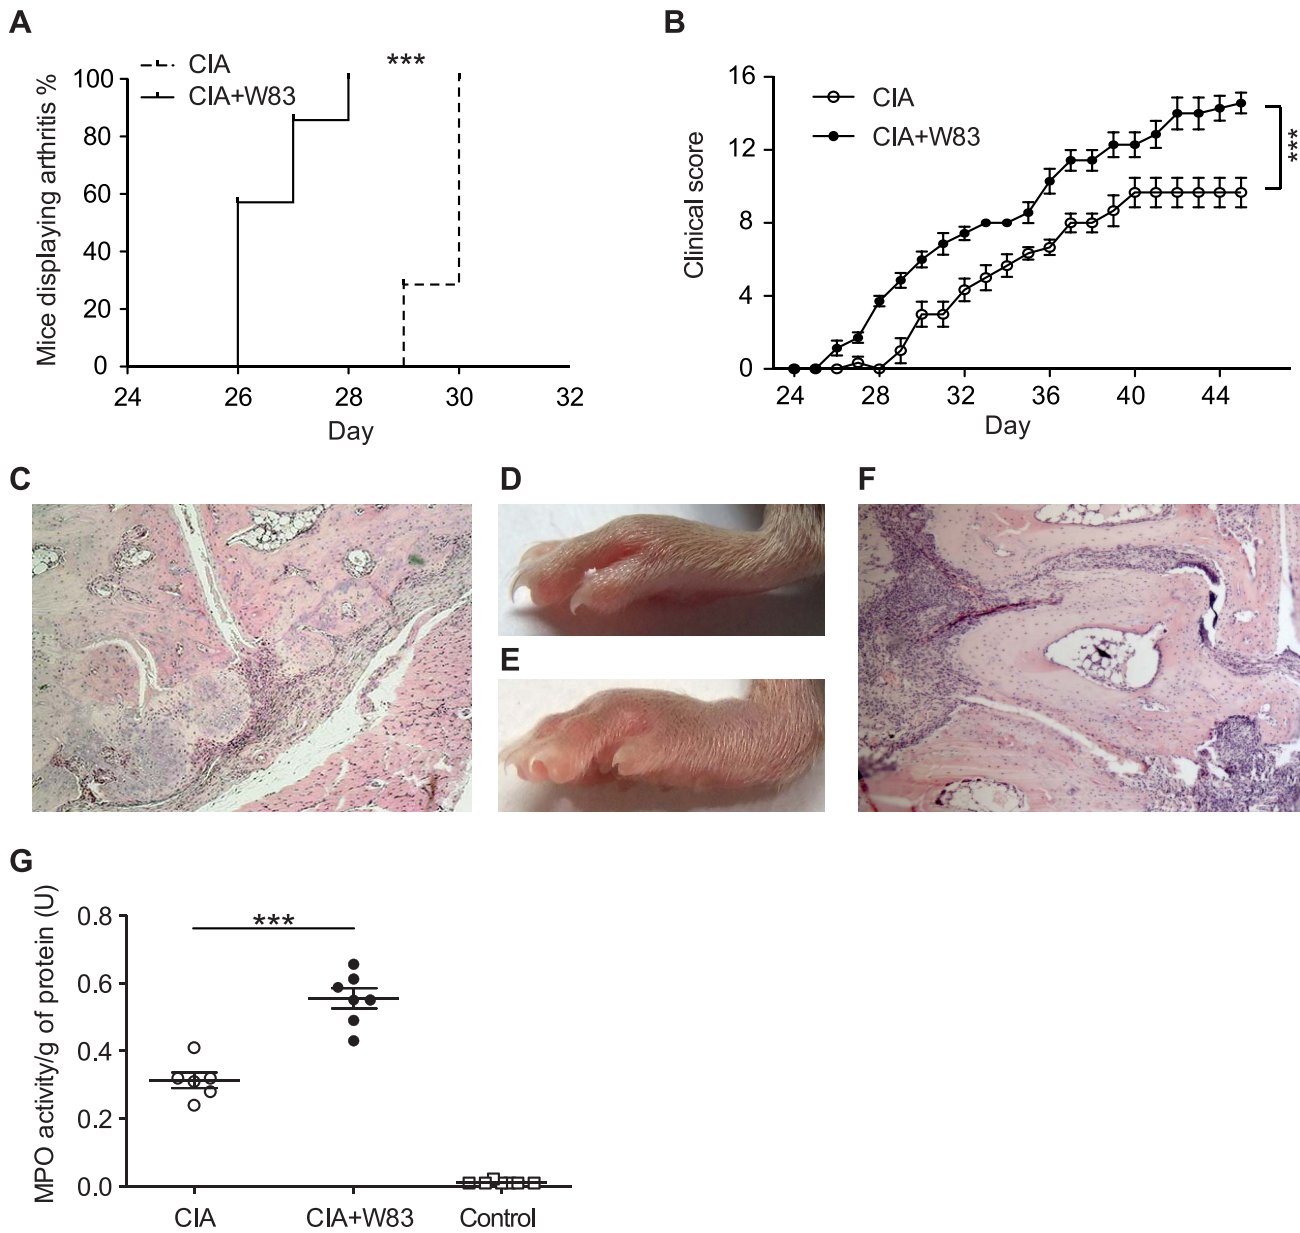 A
Mice displaying arthritis %
100
80
60
40
20
0
CIA
CIA+W83
***
24 26 28 30 32
Day
B
Clinical score
16
12
8
4
0
CIA
CIA+W83
***
24 28 32 36 40 44
Day
C
D
E
F
G
MPO activity/g of protein (U)
0.8
0.6
0.4
0.2
0.0
***
CIA CIA+W83 Control